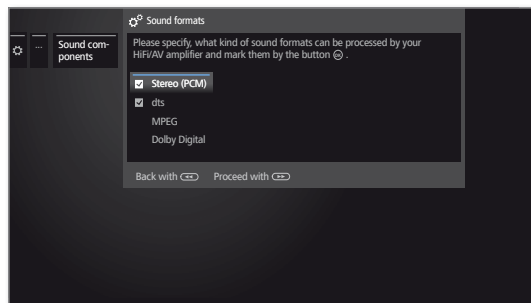 Sound formats
... Sound com-
ponents
Please specify, what kind of sound formats can be processed by your
HiFi/AV amplifier and mark them by the button OK .
Stereo (PCM)
dts
MPEG
Dolby Digital
Back with Proceed with